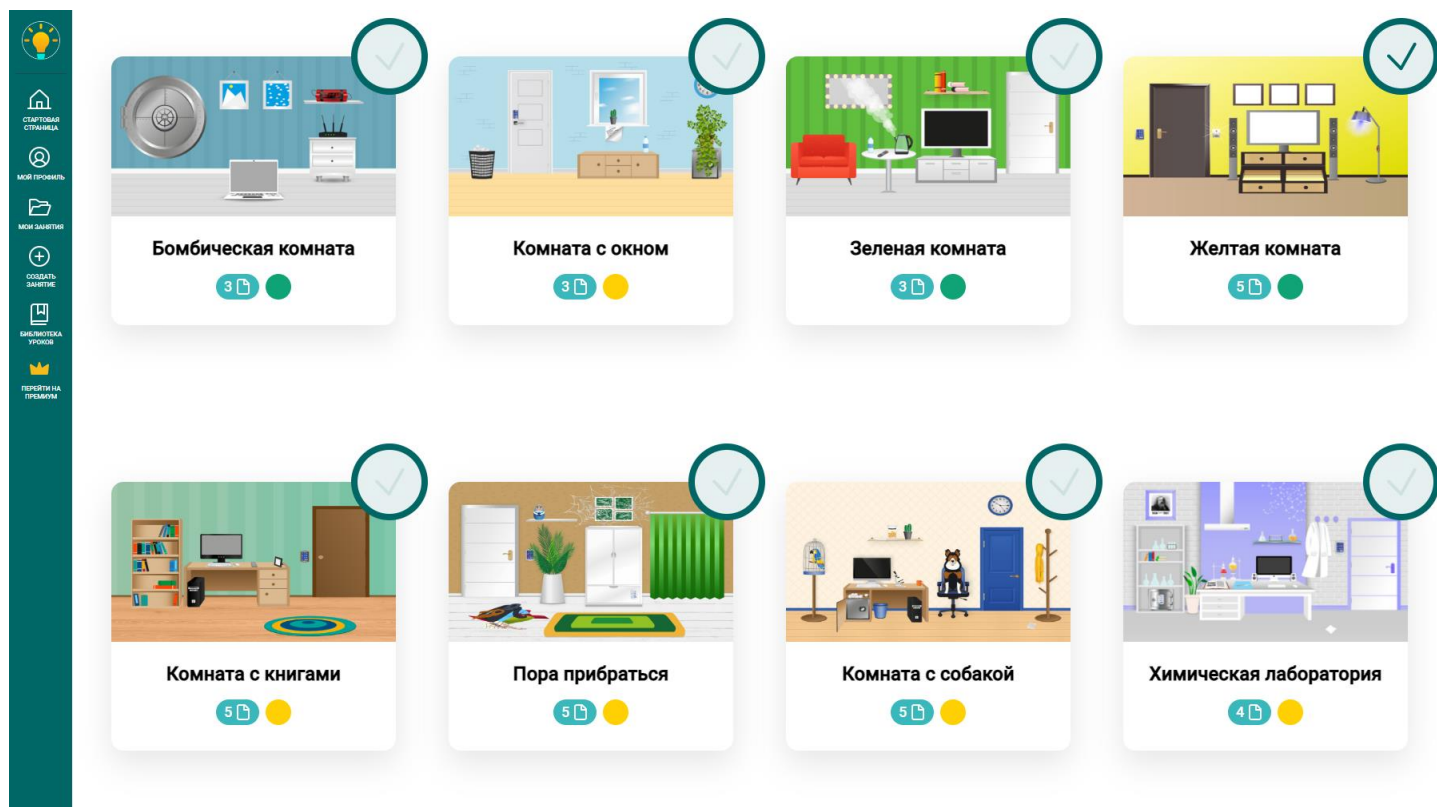 СТАРТОВАЯ
СТРАНИЦА
МОЙ ПРОФИЛЬ
МОИ ЗАНЯТИЯ
СОЗДАТЬ
ЗАНЯТИЕ
БИБЛИОТЕКА
УРОКОВ
ПЕРЕЙТИ НА
ПРЕМИУМ
Бомбическая комната
3
Комната с окном
3
Зеленая комната
3
Желтая комната
5
Комната с книгами
5
Пора прибраться
5
Комната с собакой
5
Химическая лаборатория
4